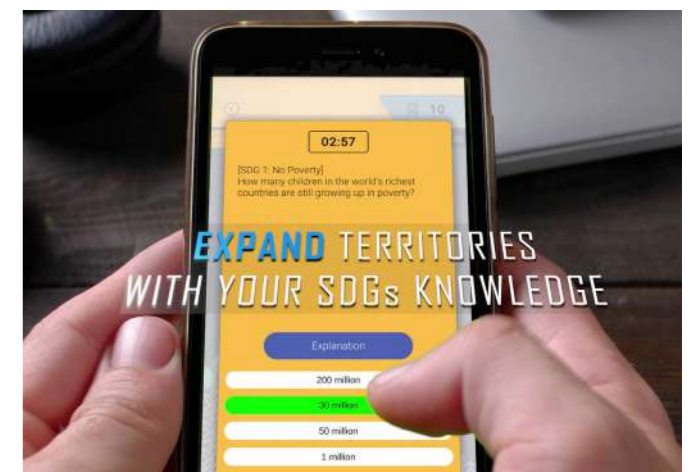 10
02:57
[SDG 1: No Poverty]
How many children in the world's richest
countries are still growing up in poverty?
EXPAND TERRITORIES
WITH YOUR SDGs KNOWLEDGE
Explanation
200 million
30 million
50 million
1 million